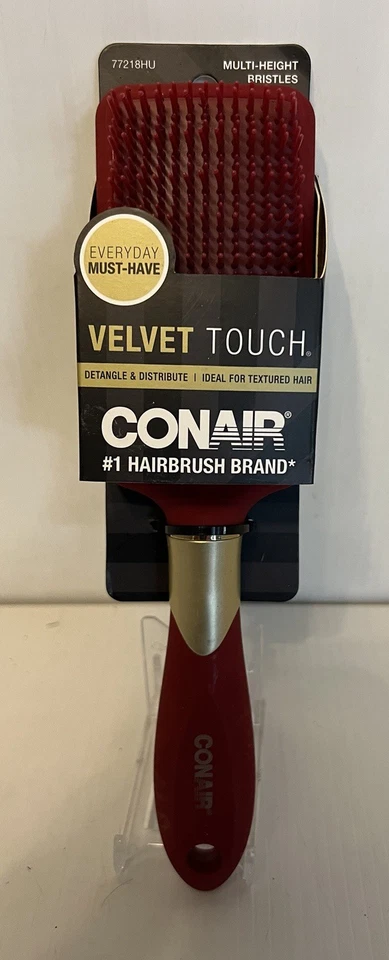 77218HU
MULTI-HEIGHT
BRISTLES
EVERYDAY
MUST-HAVE
VELVET TOUCH®
DETANGLE & DISTRIBUTE | IDEAL FOR TEXTURED HAIR
CONAIR®
#1 HAIRBRUSH BRAND*
CONAIR